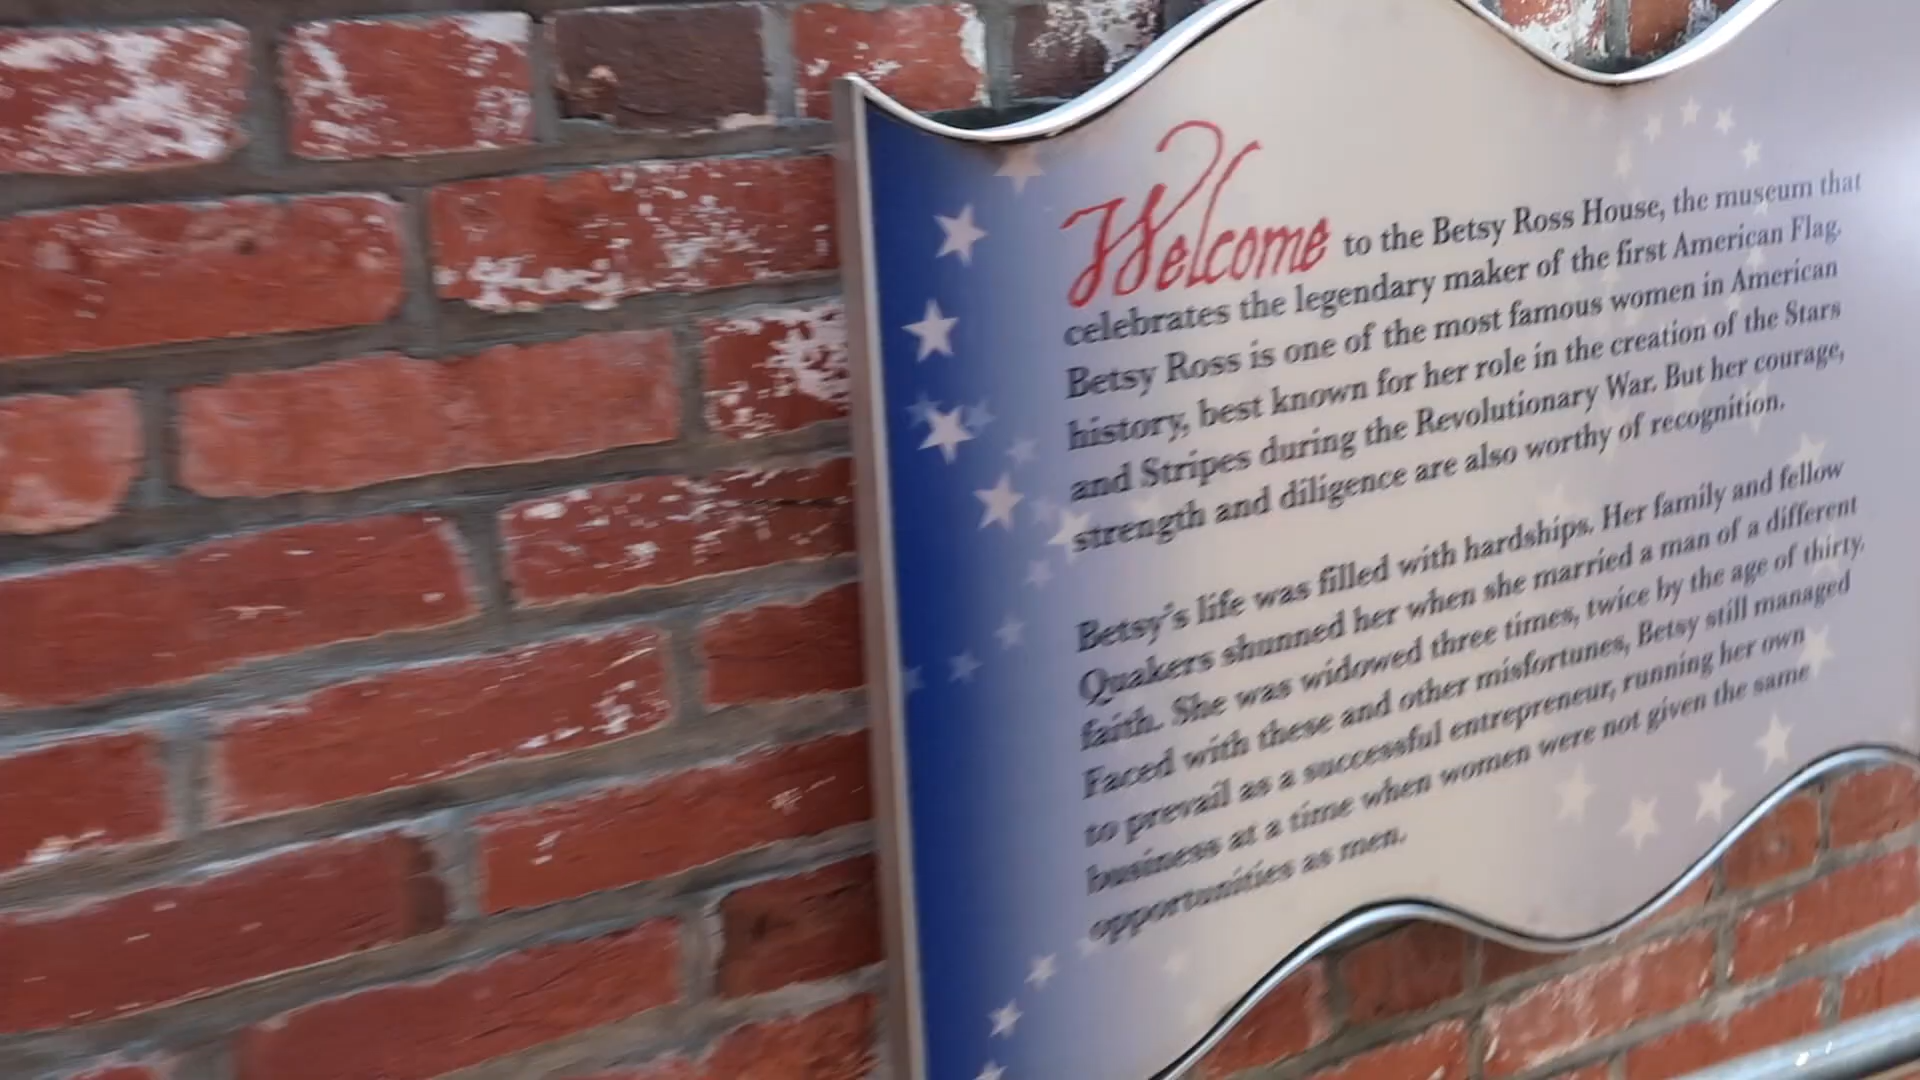 Welcome to the Betsy Ross House, the museum that
celebrates the legendary maker of the first American Flag.
Betsy Ross is one of the most famous women in American
history, best known for her role in the creation of the Stars
and Stripes during the Revolutionary War. But her courage,
strength and diligence are also worthy of recognition.
Betsy's life was filled with hardships. Her family and fellow
Quakers shunned her when she married a man of a different
faith. She was widowed three times, twice by the age of thirty.
Faced with these and other misfortunes, Betsy still managed
to prevail as a successful entrepreneur, running her own
business at a time when women were not given the same
opportunities as men.